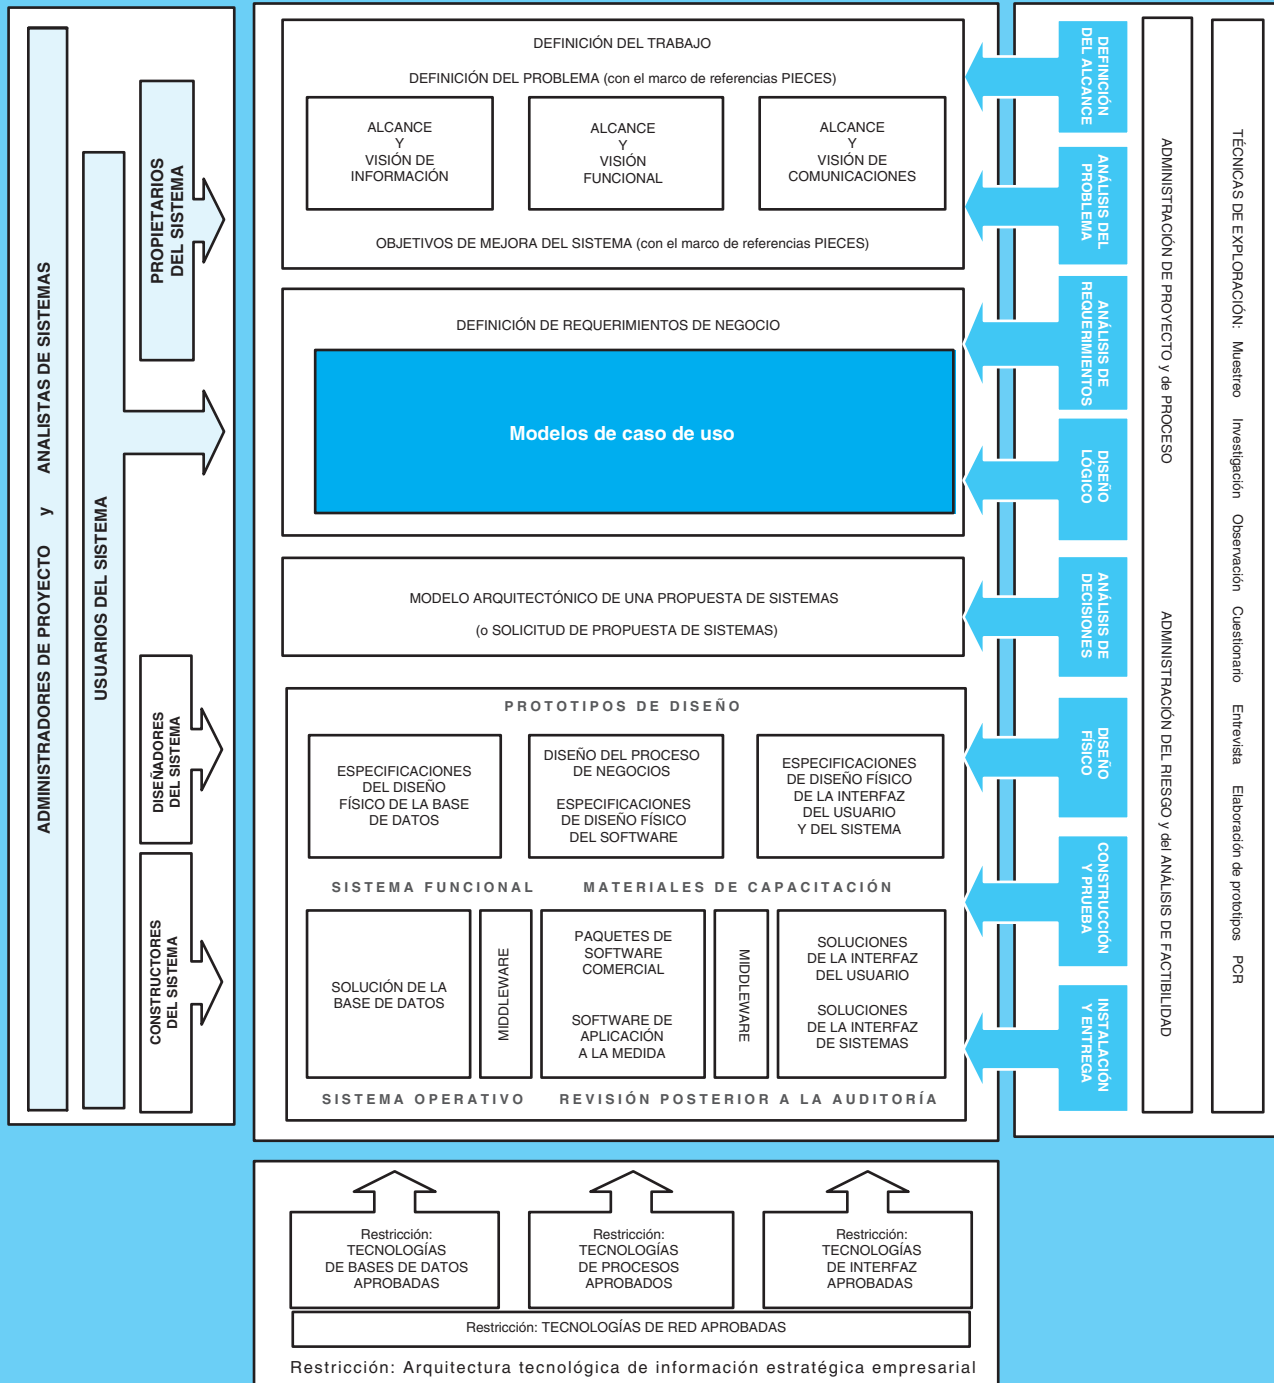 ADMINISTRADORES DE PROYECTO y ANALISTAS DE SISTEMAS
USUARIOS DEL SISTEMA
PROPIETARIOS
DEL SISTEMA
DISEÑADORES
DEL SISTEMA
CONSTRUCTORES
DEL SISTEMA
DEFINICIÓN DEL TRABAJO
DEFINICIÓN DEL PROBLEMA (con el marco de referencias PIECES)
ALCANCE
Y
VISIÓN DE
INFORMACIÓN
ALCANCE
Y
VISIÓN
FUNCIONAL
ALCANCE
Y
VISIÓN DE
COMUNICACIONES
OBJETIVOS DE MEJORA DEL SISTEMA (con el marco de referencias PIECES)
DEFINICIÓN DE REQUERIMIENTOS DE NEGOCIO
Modelos de caso de uso
MODELO ARQUITECTÓNICO DE UNA PROPUESTA DE SISTEMAS
(o SOLICITUD DE PROPUESTA DE SISTEMAS)
PROTOTIPOS DE DISEÑO
ESPECIFICACIONES
DEL DISEÑO
FÍSICO DE LA BASE
DE DATOS
DISEÑO DEL PROCESO
DE NEGOCIOS
ESPECIFICACIONES
DE DISEÑO FÍSICO
DEL SOFTWARE
ESPECIFICACIONES
DE DISEÑO FÍSICO
DE LA INTERFAZ
DEL USUARIO
Y DEL SISTEMA
SISTEMA FUNCIONAL
MATERIALES DE CAPACITACIÓN
SOLUCIÓN DE LA
BASE DE DATOS
MIDDLEWARE
PAQUETES DE
SOFTWARE
COMERCIAL
SOFTWARE DE
APLICACIÓN
A LA MEDIDA
MIDDLEWARE
SOLUCIONES
DE LA INTERFAZ
DEL USUARIO
SOLUCIONES
DE LA INTERFAZ
DE SISTEMAS
SISTEMA OPERATIVO
REVISIÓN POSTERIOR A LA AUDITORÍA
DEFINICIÓN
DEL ALCANCE
ANÁLISIS DEL
PROBLEMA
ANÁLISIS DE
REQUERIMIENTOS
DISEÑO
LÓGICO
ANÁLISIS DE
DECISIONES
DISEÑO
FÍSICO
CONSTRUCCIÓN
Y PRUEBA
INSTALACIÓN
Y ENTREGA
ADMINISTRACIÓN DE PROYECTO y de PROCESO
ADMINISTRACIÓN DEL RIESGO y del ANÁLISIS DE FACTIBILIDAD
TÉCNICAS DE EXPLORACIÓN: Muestreo Investigación Observación Cuestionario Entrevista Elaboración de prototipos PCR
Restricción:
TECNOLOGÍAS
DE BASES DE DATOS
APROBADAS
Restricción:
TECNOLOGÍAS
DE PROCESOS
APROBADOS
Restricción:
TECNOLOGÍAS
DE INTERFAZ
APROBADAS
Restricción: TECNOLOGÍAS DE RED APROBADAS
Restricción: Arquitectura tecnológica de información estratégica empresarial